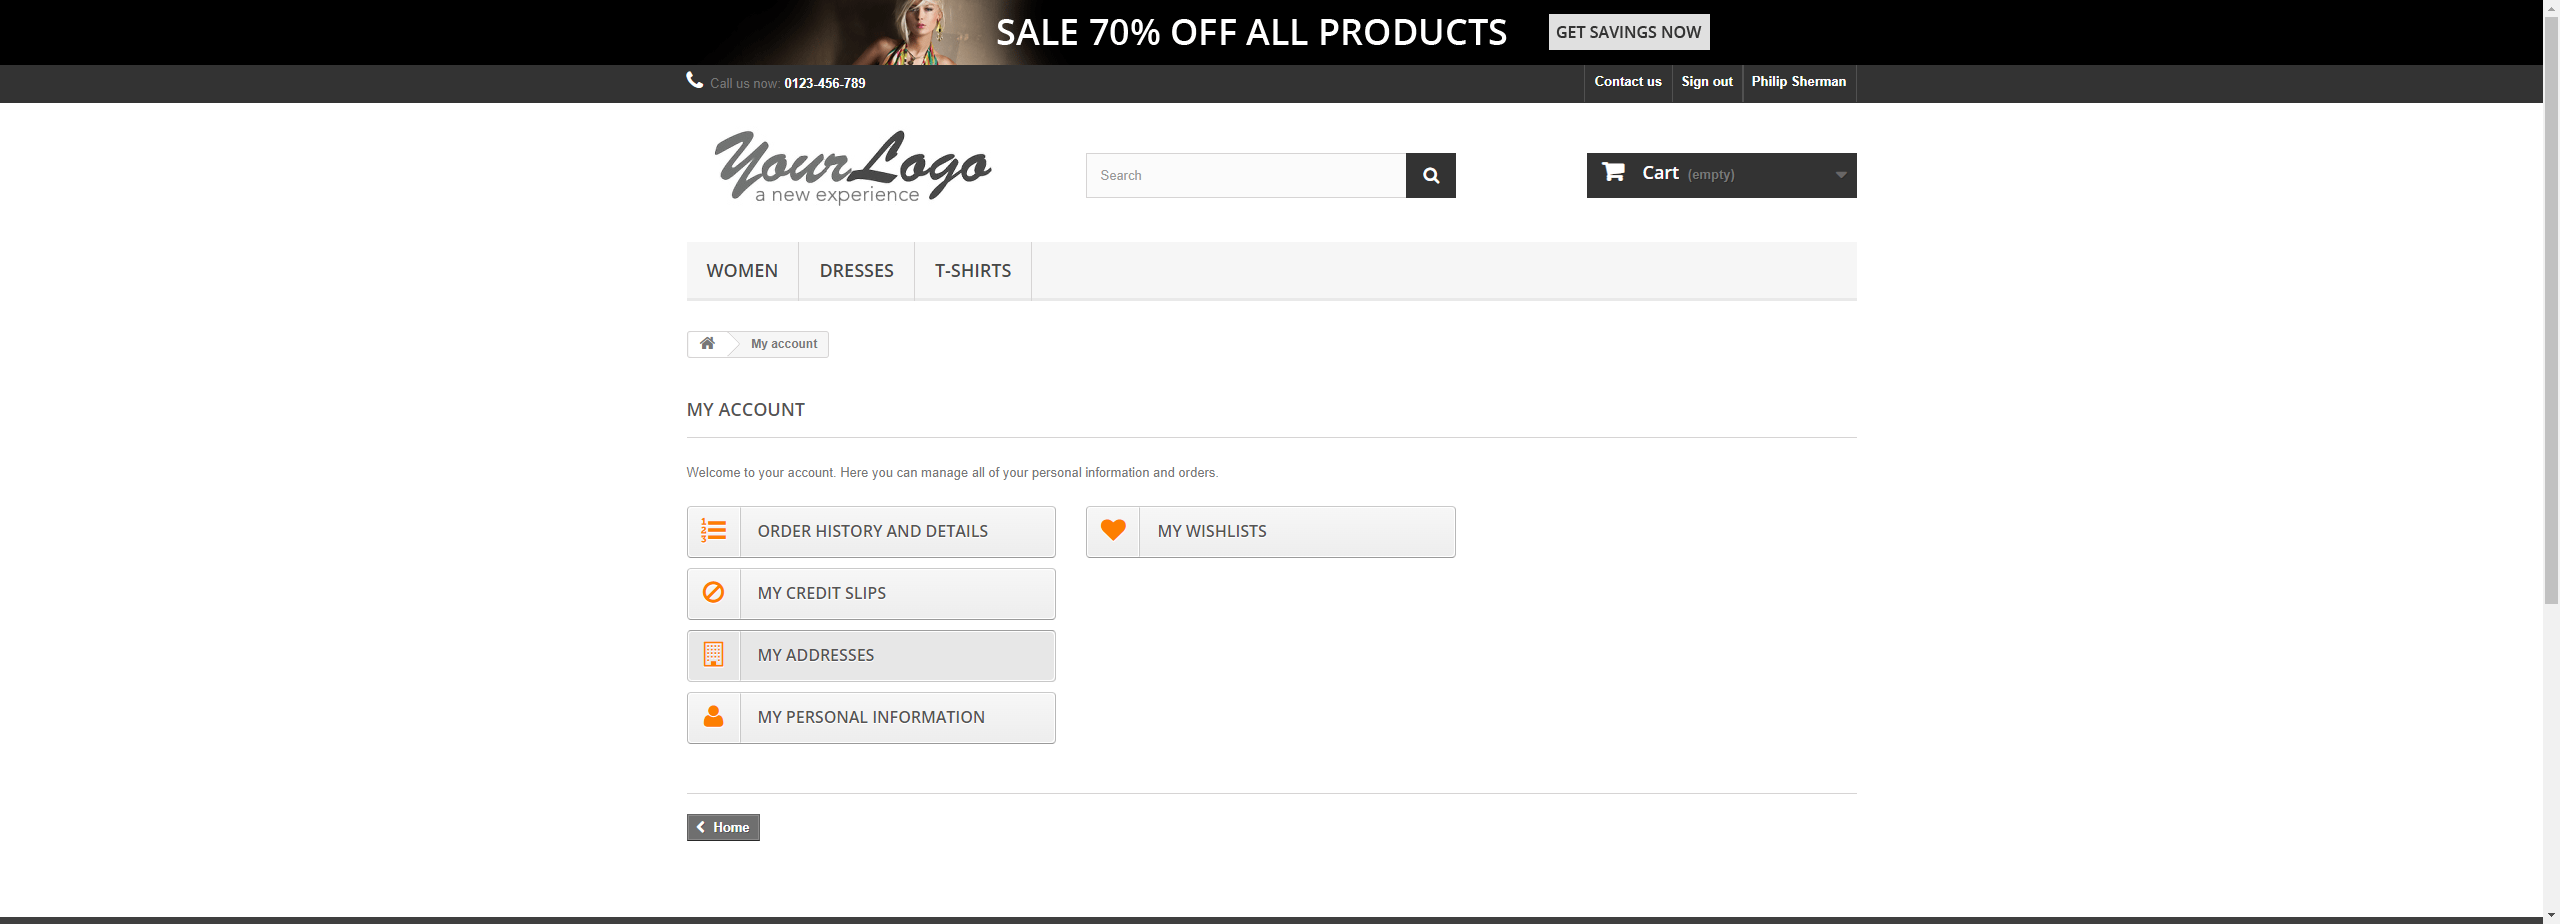 SALE 70% OFF ALL PRODUCTS
GET SAVINGS NOW
Call us now: 0123-456-789
Contact us
Sign out
Philip Sherman
Your Logo
a new experience
Search
Cart (empty)
WOMEN
DRESSES
T-SHIRTS
My account
MY ACCOUNT
Welcome to your account. Here you can manage all of your personal information and orders.
ORDER HISTORY AND DETAILS
MY WISHLISTS
MY CREDIT SLIPS
MY ADDRESSES
MY PERSONAL INFORMATION
Home